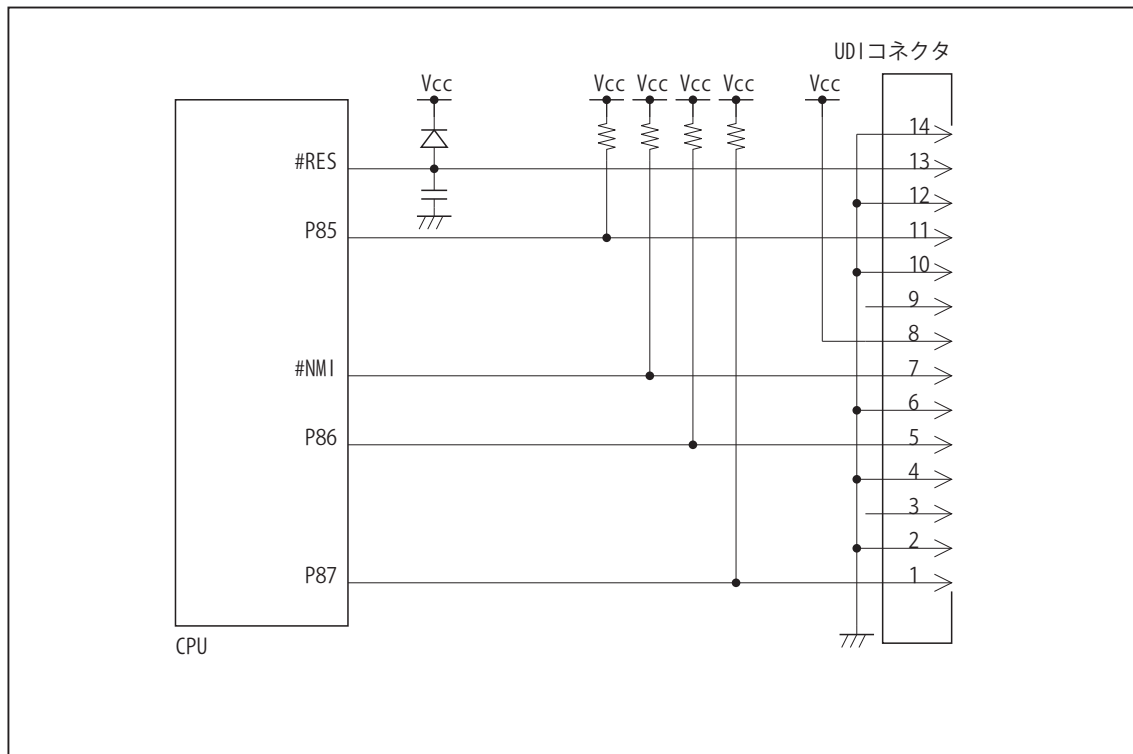 UDIコネクタ
Vcc
Vcc
Vcc
Vcc
Vcc
Vcc
14
#RES
13
12
P85
11
10
9
8
#NMI
7
6
P86
5
4
3
2
P87
1
CPU